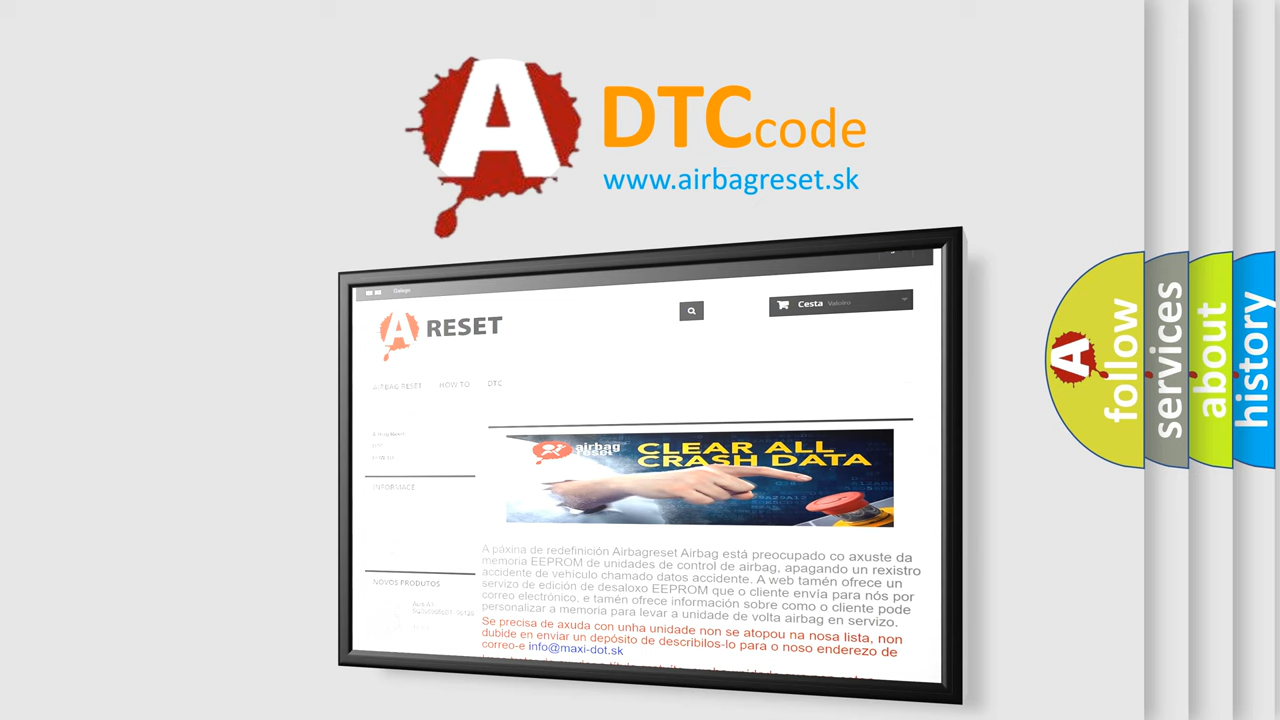 A
DTCcode
www.airbagreset.sk
Galego
A RESET
Cesta Valeiro
AIRBAG RESET HOW TO DTC
INFORMACE
NOVOS PRODUTOS
airbag
reset
CLEAR ALL
CRASH DATA
A páxina de redefinición Airbagreset Airbag está preocupado co axuste da
memoria EEPROM de unidades de control de airbag, apagando un rexistro
accidente de vehículo chamado datos accidente. A web tamén ofrece un
servizo de edición de desaloxo EEPROM que o cliente envía para nós por
correo electrónico, e tamén ofrece información sobre como o cliente pode
personalizar a memoria para levar a unidade de volta airbag en servizo.
Se precisa de axuda con unha unidade non se atopou na nosa lista, non
dubide en enviar un depósito de describilos-lo para o noso enderezo de
correo-e info@maxi-dot.sk
A
follow
services
about
history